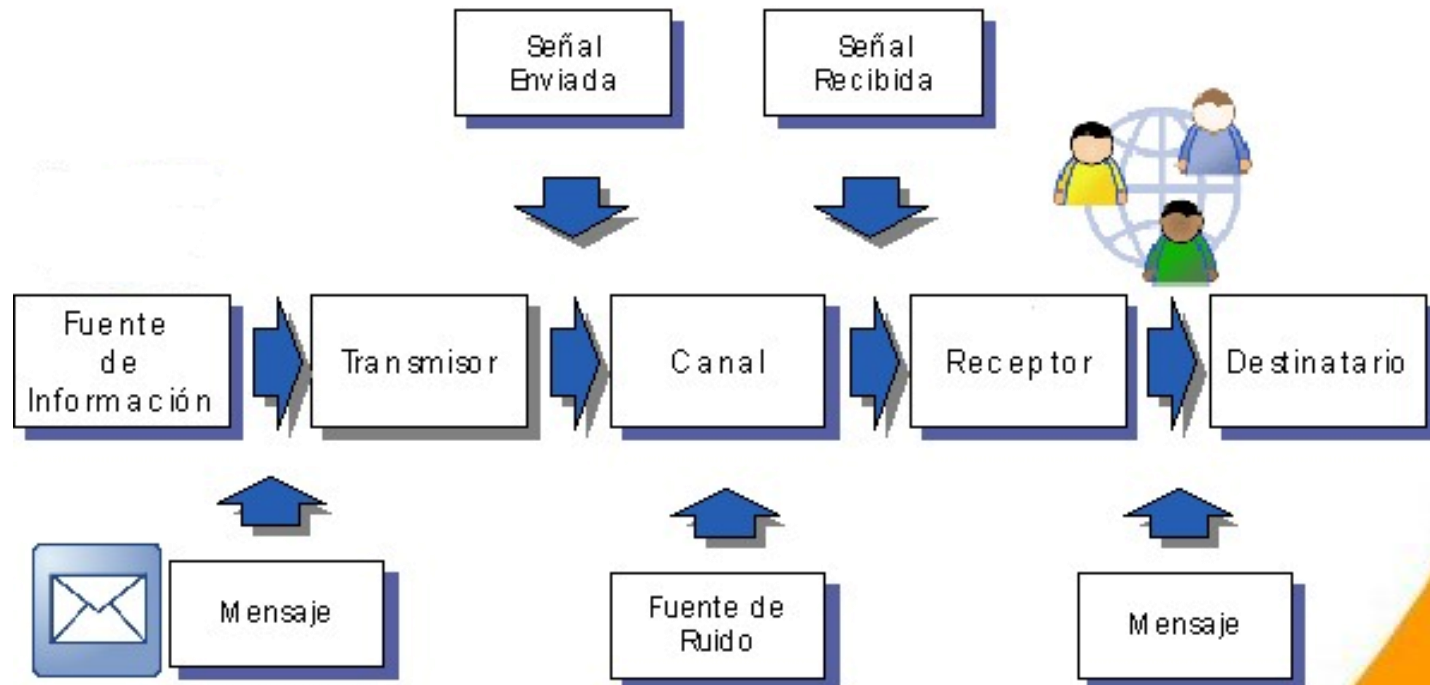 Señal
Enviada
Señal
Recibida
Fuente
de
Información
Transmisor
Canal
Receptor
Destinatario
Mensaje
Fuente de
Ruido
Mensaje